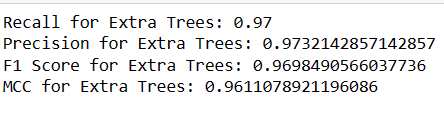 Recall for Extra Trees: 0.97
Precision for Extra Trees: 0.9732142857142857
F1 Score for Extra Trees: 0.9698490566037736
MCC for Extra Trees: 0.9611078921196086